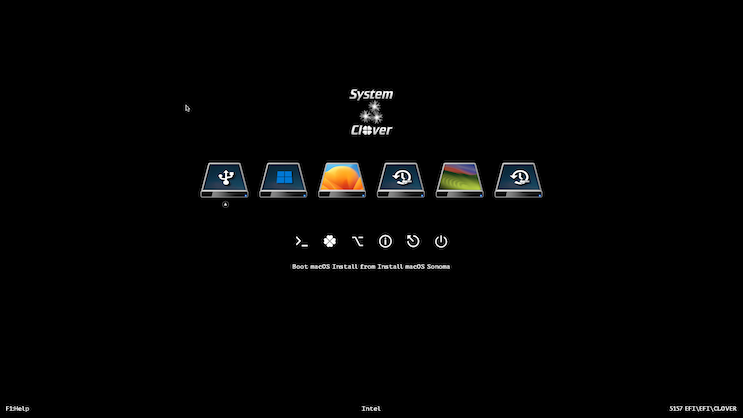 System
Clover
Boot macOS Install from Install macOS Sonoma
F1:Help
Intel
5157 EFI\EFI\CLOVER